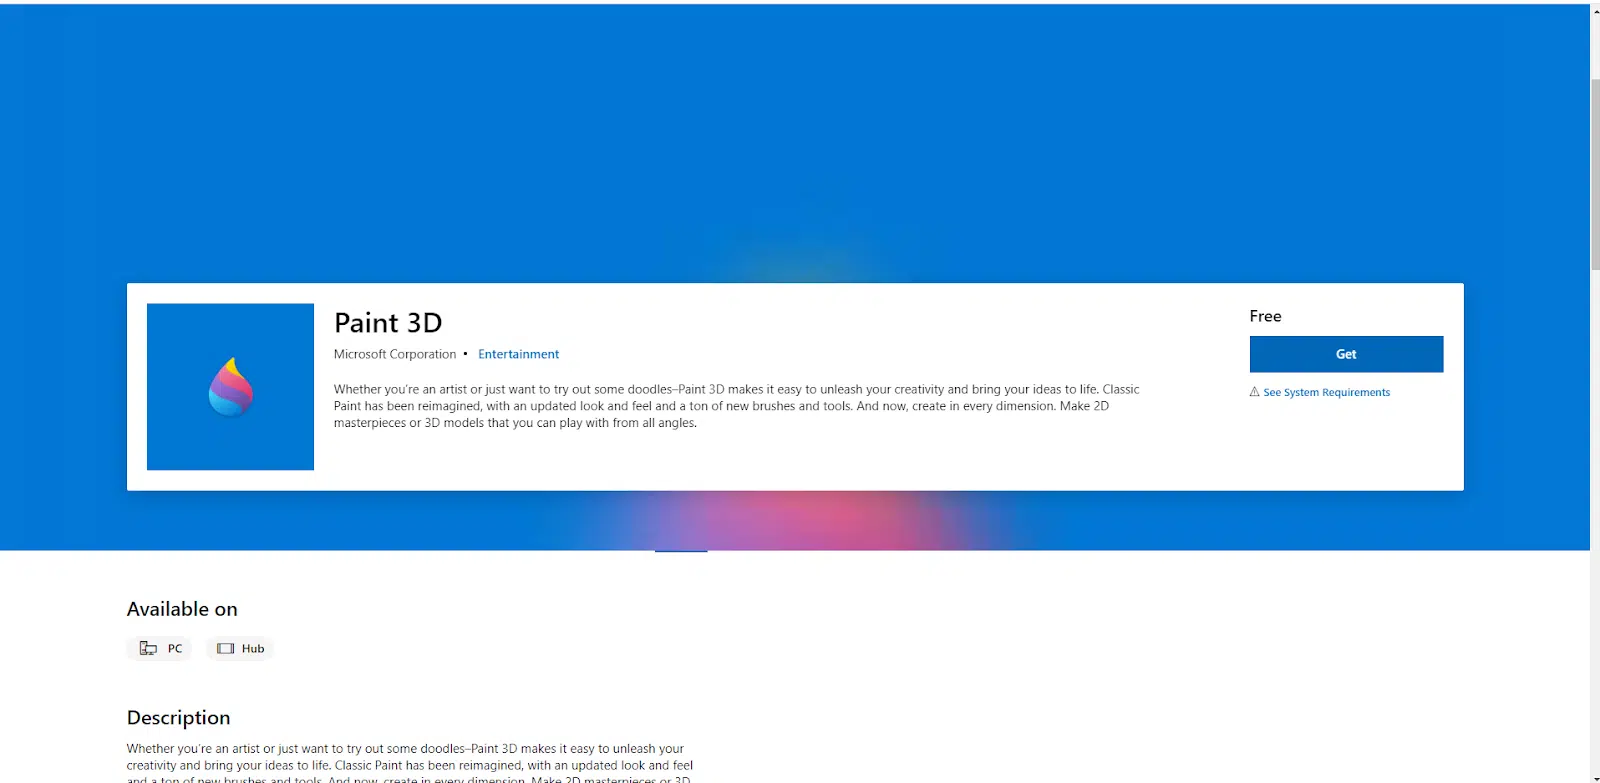 Paint 3D
Microsoft Corporation • Entertainment
Whether you're an artist or just want to try out some doodles–Paint 3D makes it easy to unleash your creativity and bring your ideas to life. Classic
Paint has been reimagined, with an updated look and feel and a ton of new brushes and tools. And now, create in every dimension. Make 2D
masterpieces or 3D models that you can play with from all angles.
Free
Get
See System Requirements
Available on
PC
Hub
Description
Whether you're an artist or just want to try out some doodles–Paint 3D makes it easy to unleash your
creativity and bring your ideas to life. Classic Paint has been reimagined, with an updated look and feel
and a ton of new brushes and tools. And now, create in every dimension. Make 2D masterpieces or 3D